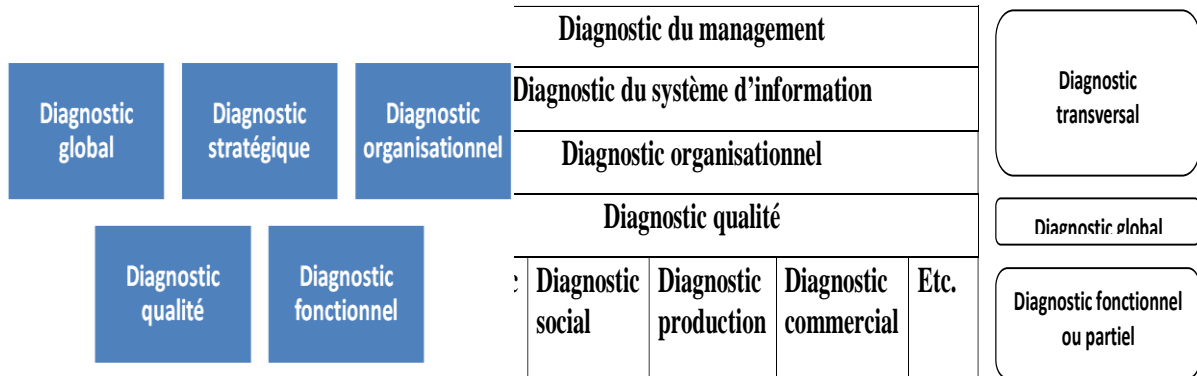 Diagnostic
global
Diagnostic
stratégique
Diagnostic
organisationnel
Diagnostic
qualité
Diagnostic
fonctionnel
Diagnostic du management
Diagnostic du système d'information
Diagnostic organisationnel
Diagnostic qualité
Diagnostic
social
Diagnostic
production
Diagnostic
commercial
Etc.
Diagnostic
transversal
Diagnostic global
Diagnostic fonctionnel
ou partiel